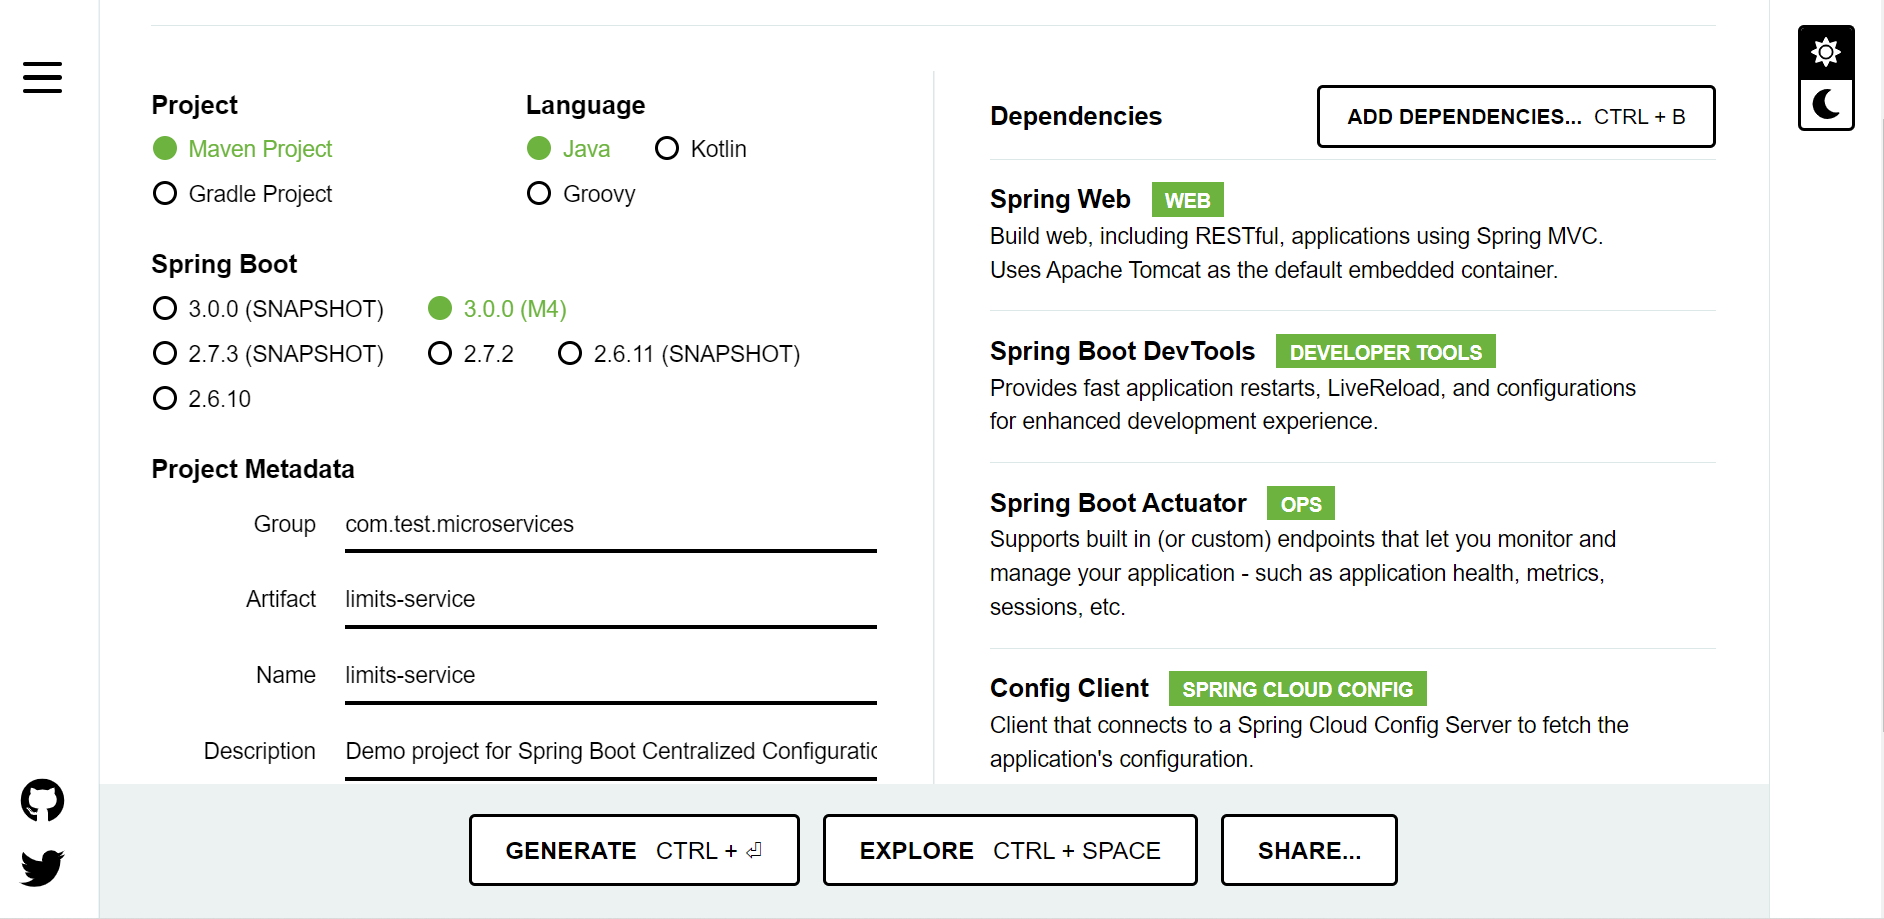 Project
Maven Project
Gradle Project
Language
Java Kotlin
Groovy
Spring Boot
3.0.0 (SNAPSHOT) 3.0.0 (M4)
2.7.3 (SNAPSHOT) 2.7.2 2.6.11 (SNAPSHOT)
2.6.10
Project Metadata
Group com.test.microservices
Artifact limits-service
Name limits-service
Description Demo project for Spring Boot Centralized
Dependencies
ADD DEPENDENCIES... CTRL + B
Spring Web WEB
Build web, including RESTful, applications using Spring MVC.
Uses Apache Tomcat as the default embedded container.
Spring Boot DevTools DEVELOPER TOOLS
Provides fast application restarts, LiveReload, and configurations
for enhanced development experience.
Spring Boot Actuator OPS
Supports built in (or custom) endpoints that let you monitor and
manage your application - such as application health, metrics,
sessions, etc.
Config Client SPRING CLOUD CONFIG
Client that connects to a Spring Cloud Config Server to fetch the
application's configuration.
GENERATE CTRL + ⏎
EXPLORE CTRL + SPACE
SHARE...